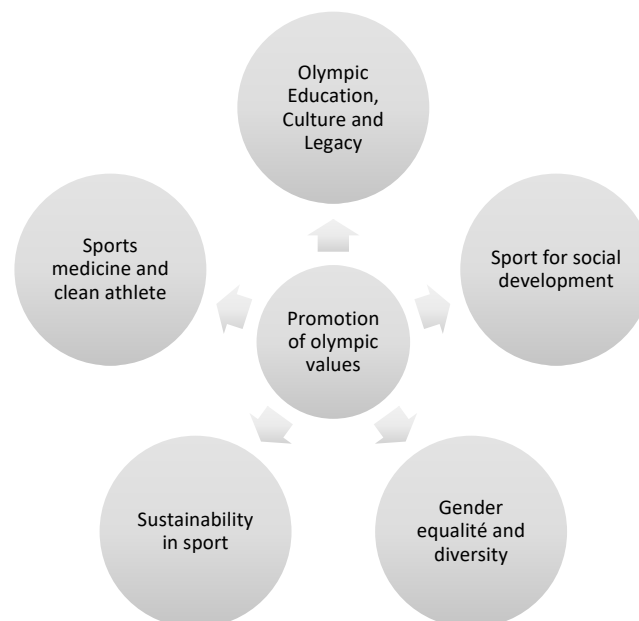 Olympic
Education,
Culture and
Legacy
Sports
medicine and
clean athlete
Sport for social
development
Promotion
of olympic
values
Sustainability
in sport
Gender
equalité and
diversity